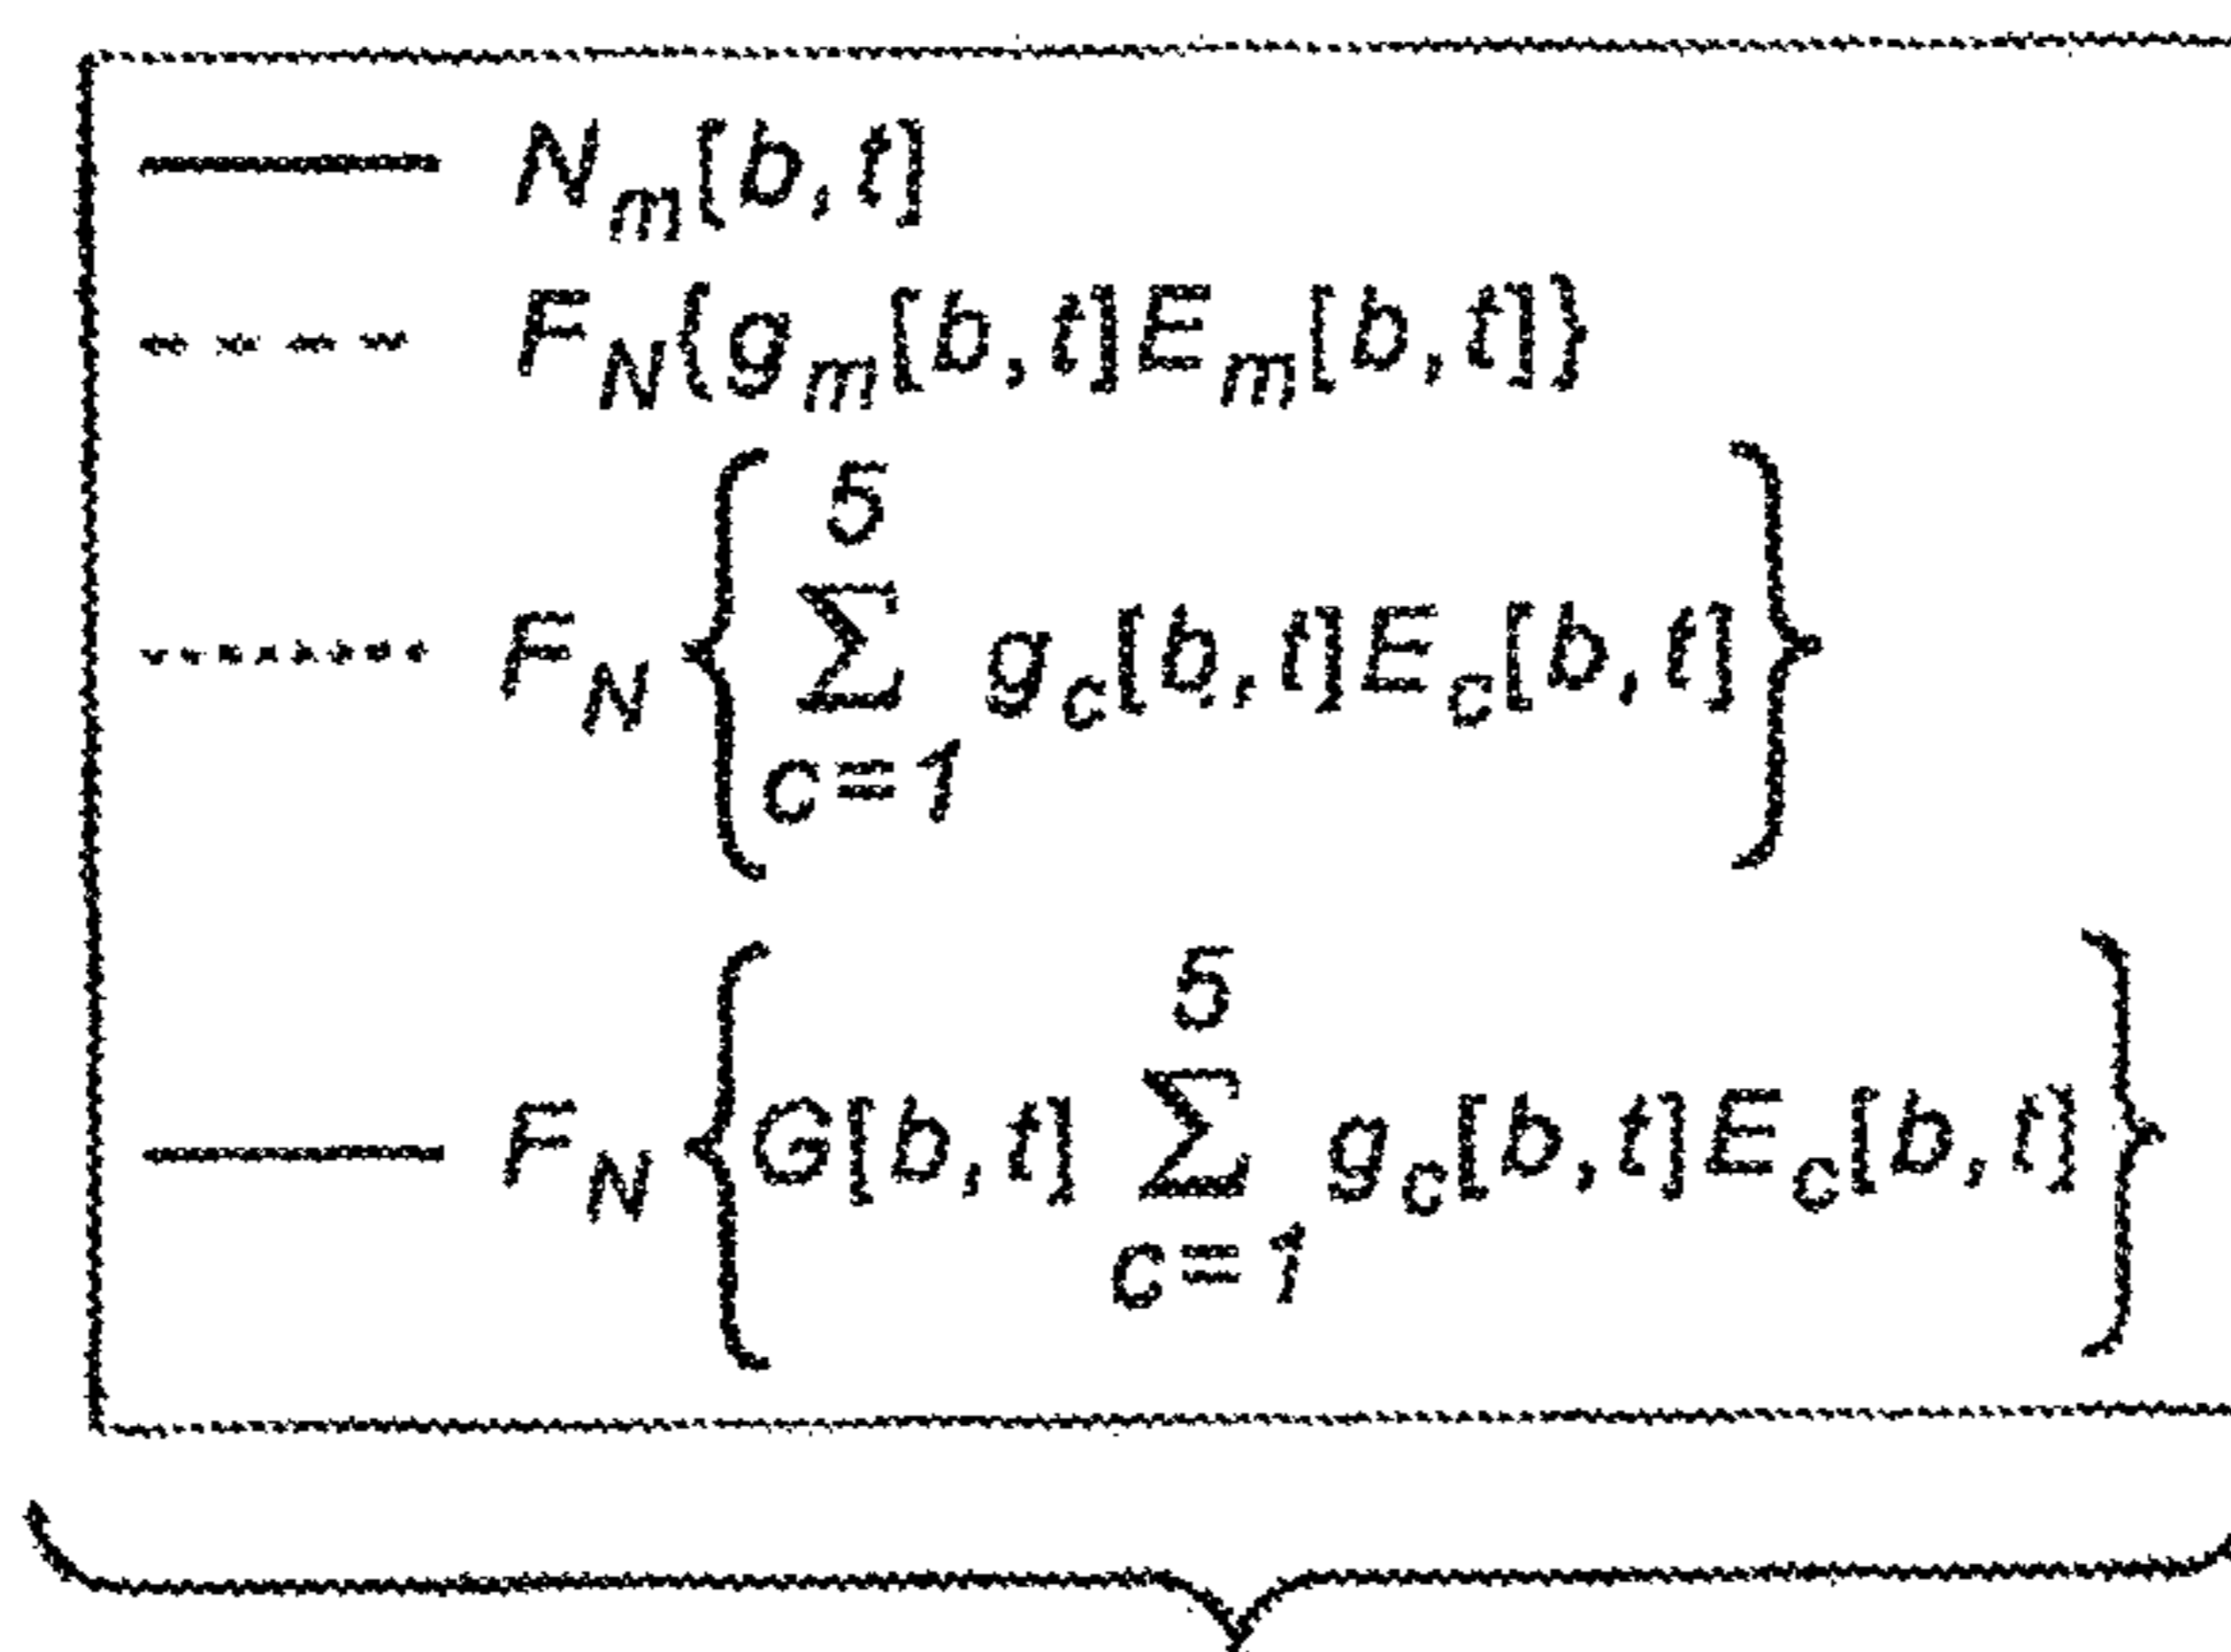 N_m[b,t]
F_N{g_m[b,t]E_m[b,t]}
F_N{∑_{c=1}^{5} g_c[b,t]E_c[b,t]}
F_N{G[b,t] ∑_{c=1}^{5} g_c[b,t]E_c[b,t]}